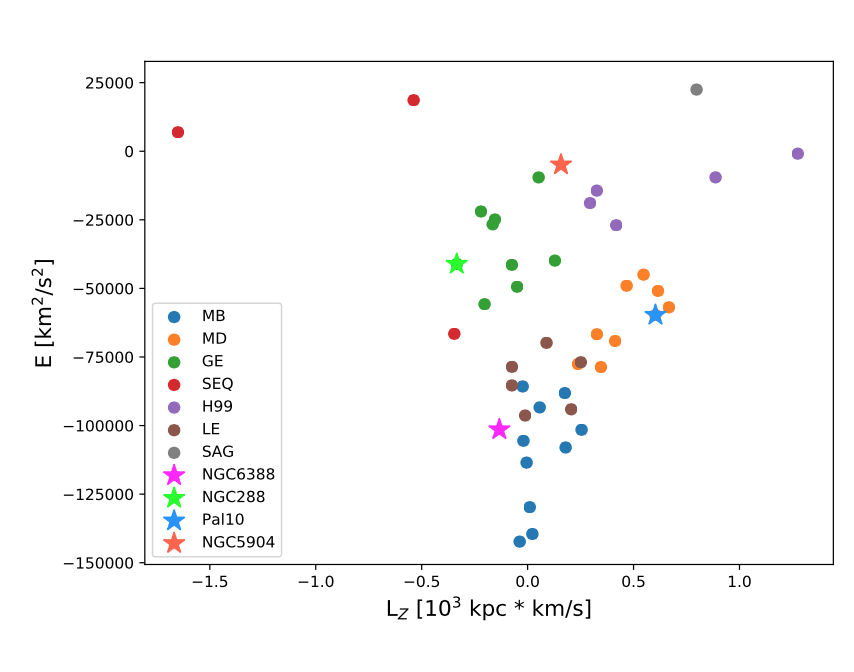 25000
0
−25000
−50000
−75000
−100000
−125000
−150000
E [km²/s²]
MB
MD
GE
SEQ
H99
LE
SAG
NGC6388
NGC288
Pal10
NGC5904
−1.5
−1.0
−0.5
0.0
0.5
1.0
L_Z [10³ kpc * km/s]